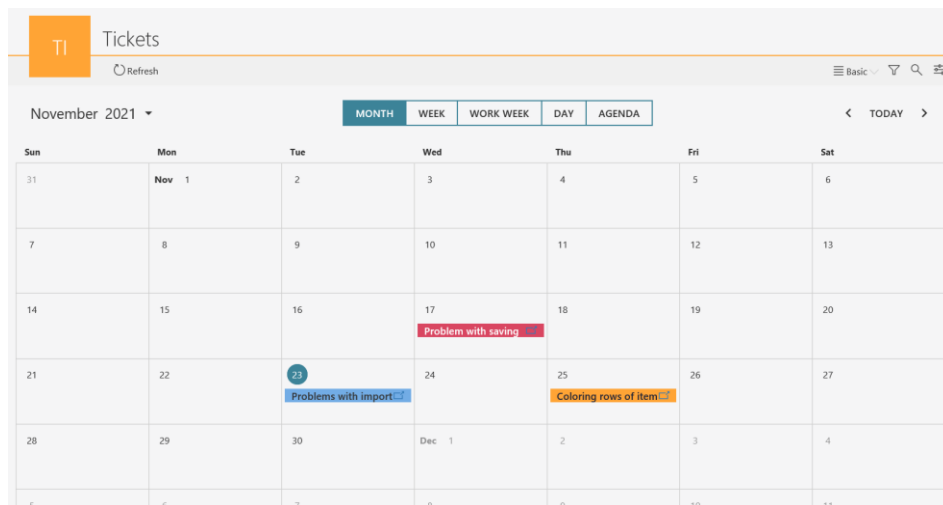 TI Tickets
Refresh Basic
November 2021 MONTH WEEK WORK WEEK DAY AGENDA TODAY
Sun Mon Tue Wed Thu Fri Sat
31 Nov 1 2 3 4 5 6
7 8 9 10 11 12 13
14 15 16 17 18 19 20
Problem with saving
21 22 23 24 25 26 27
Problems with import Coloring rows of item
28 29 30 Dec 1 2 3 4